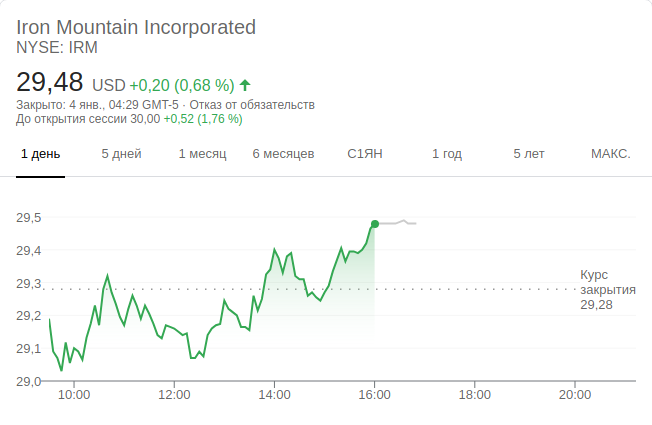 Iron Mountain Incorporated
NYSE: IRM
29,48 USD +0,20 (0,68 %)
Закрыто: 4 янв., 04:29 GMT-5 · Отказ от обязательств
До открытия сессии 30,00 +0,52 (1,76 %)
1 день 5 дней 1 месяц 6 месяцев С1ЯН 1 год 5 лет МАКС.
29,5
29,4
29,3
29,2
29,1
29,0
Курс
закрытия
29,28
10:00 12:00 14:00 16:00 18:00 20:00